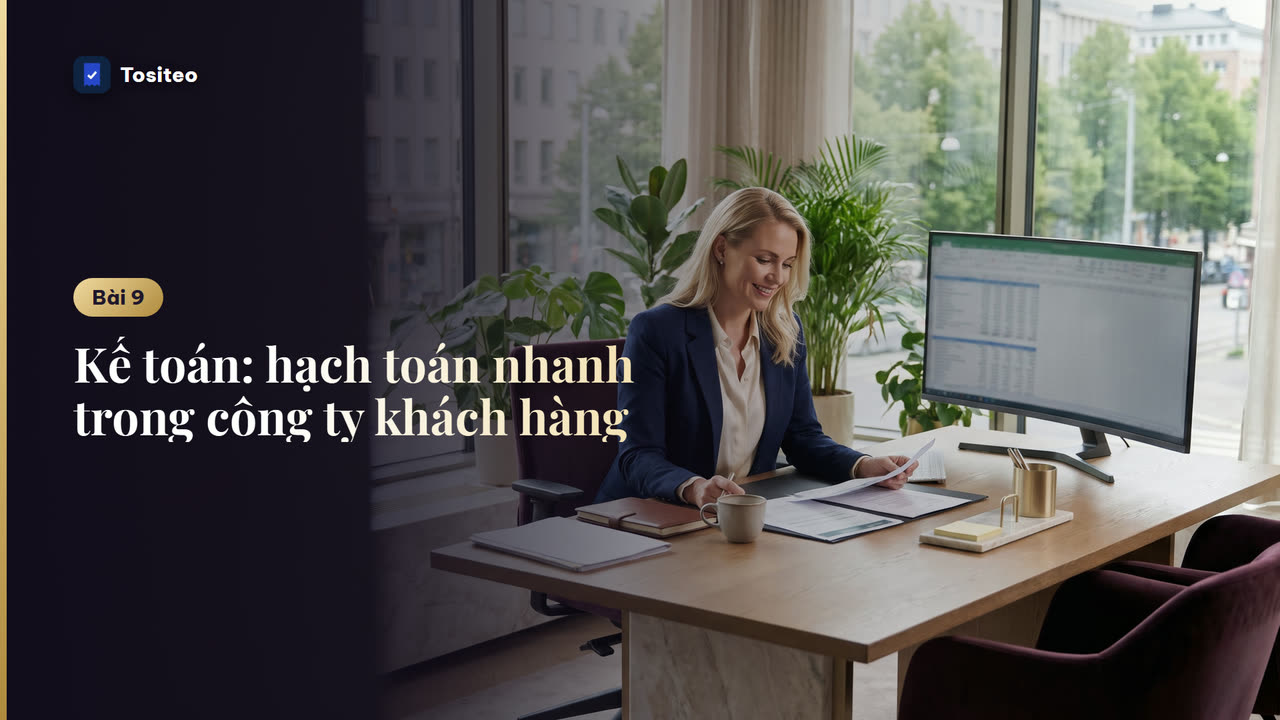 Tositeo
Bài 9
Kế toán: hạch toán nhanh
trong công ty khách hàng